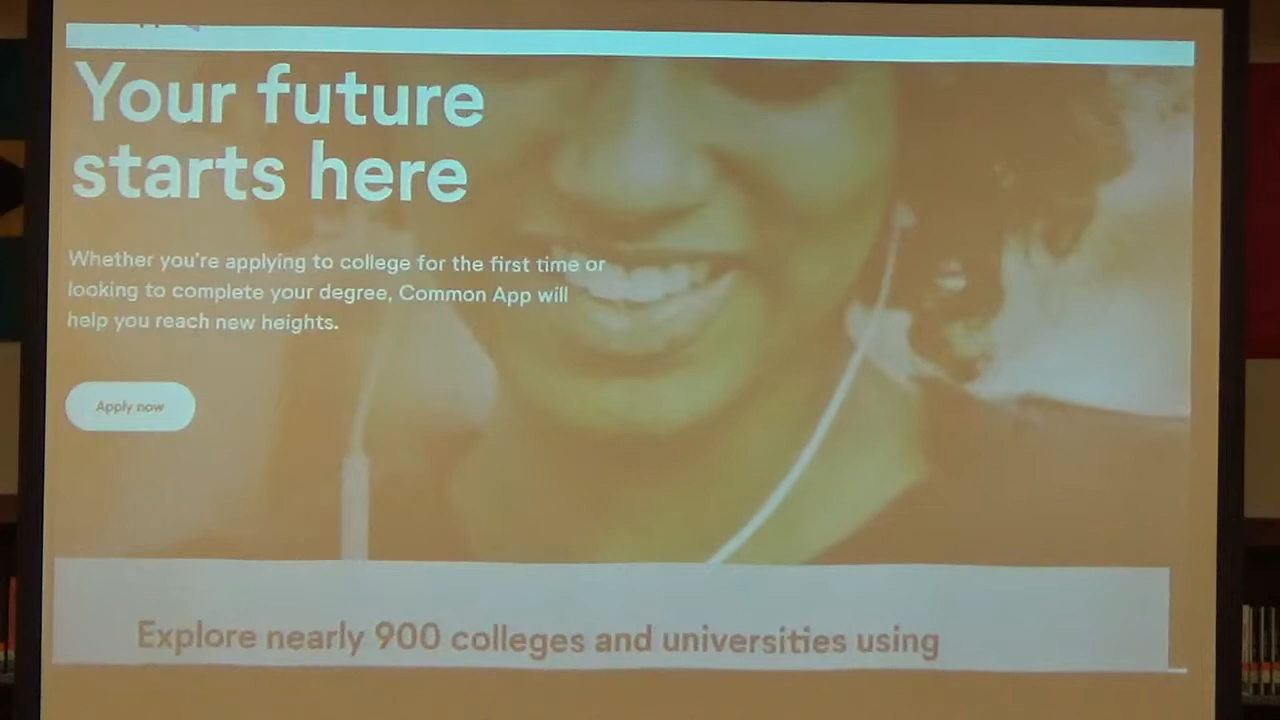 Your future
starts here
Whether you're applying to college for the first time or
looking to complete your degree, Common App will
help you reach new heights.
Apply now
Explore nearly 900 colleges and universities using